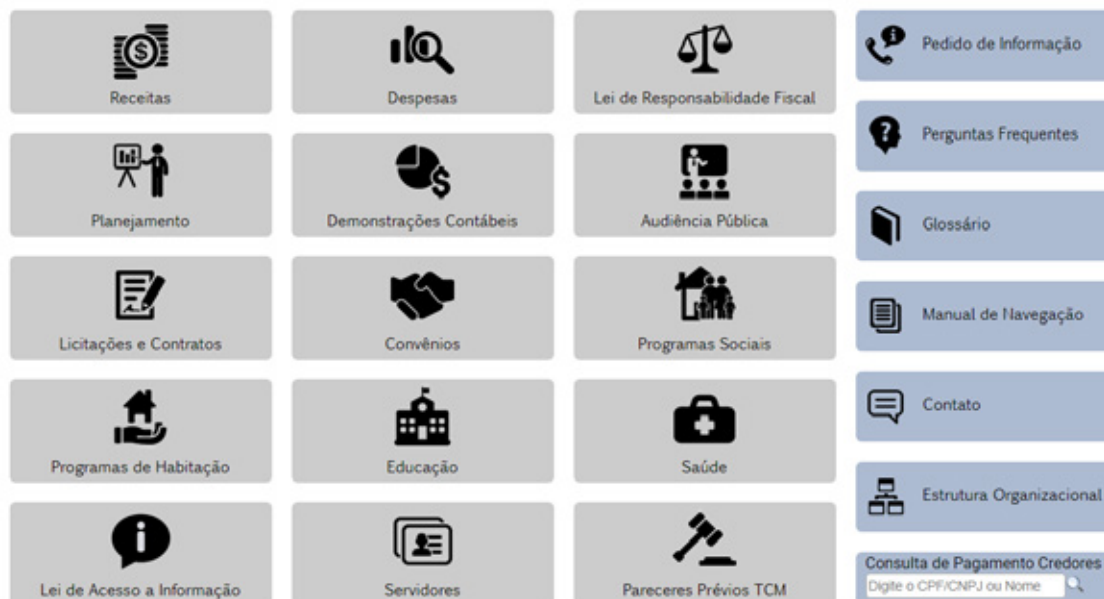 Receitas
Despesas
Lei de Responsabilidade Fiscal
Planejamento
Demonstrações Contábeis
Audiência Pública
Licitações e Contratos
Convênios
Programas Sociais
Programas de Habitação
Educação
Saúde
Lei de Acesso a Informação
Servidores
Pareceres Prévios TCM
Pedido de Informação
Perguntas Frequentes
Glossário
Manual de Navegação
Contato
Estrutura Organizacional
Consulta de Pagamento Credores
Digite o CPF/CNPJ ou Nome